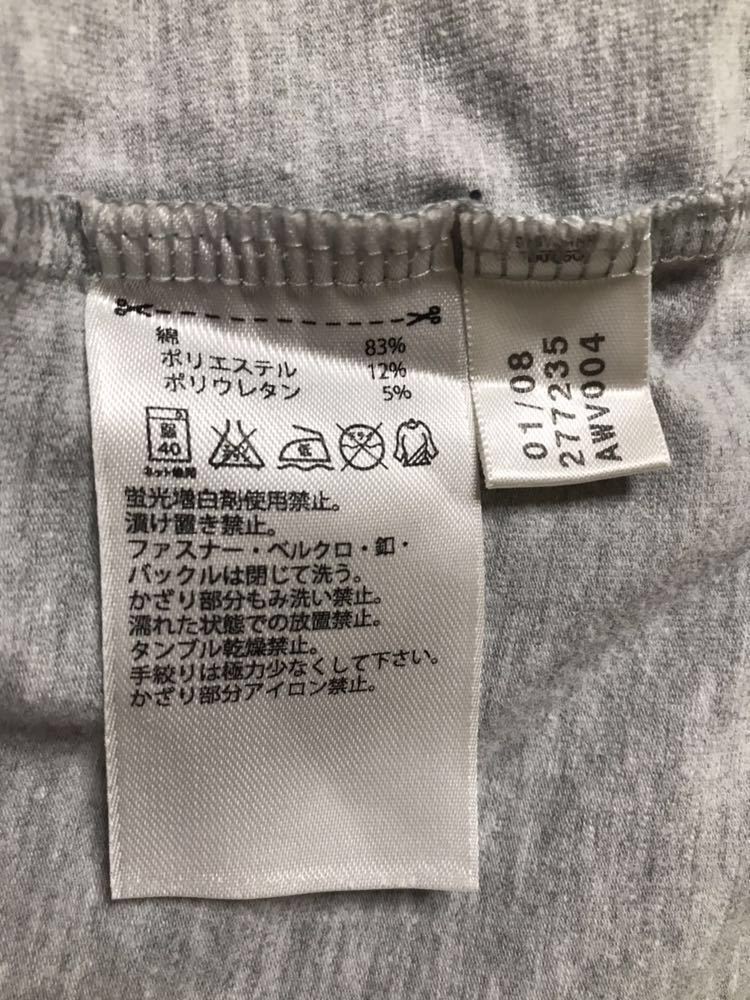 綿 83%
ポリエステル 12%
ポリウレタン 5%
弱
40
ネット使用
低
ドライ
蛍光増白剤使用禁止。
漬け置き禁止。
ファスナー・ベルクロ・釦・
バックルは閉じて洗う。
かざり部分もみ洗い禁止。
濡れた状態での放置禁止。
タンブル乾燥禁止。
手絞りは極力少なくして下さい。
かざり部分アイロン禁止。
01/08
277235
AWV004